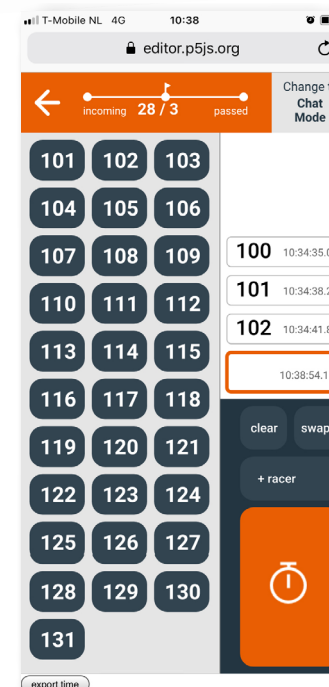 T-Mobile NL 4G 10:38
editor.p5js.org
incoming 28 / 3 passed
Change
Chat
Mode
101 102 103
104 105 106
107 108 109
110 111 112
113 114 115
116 117 118
119 120 121
122 123 124
125 126 127
128 129 130
131
100 10:34:35.0
101 10:34:38.2
102 10:34:41.8
10:38:54.1
clear swap
+ racer
export time